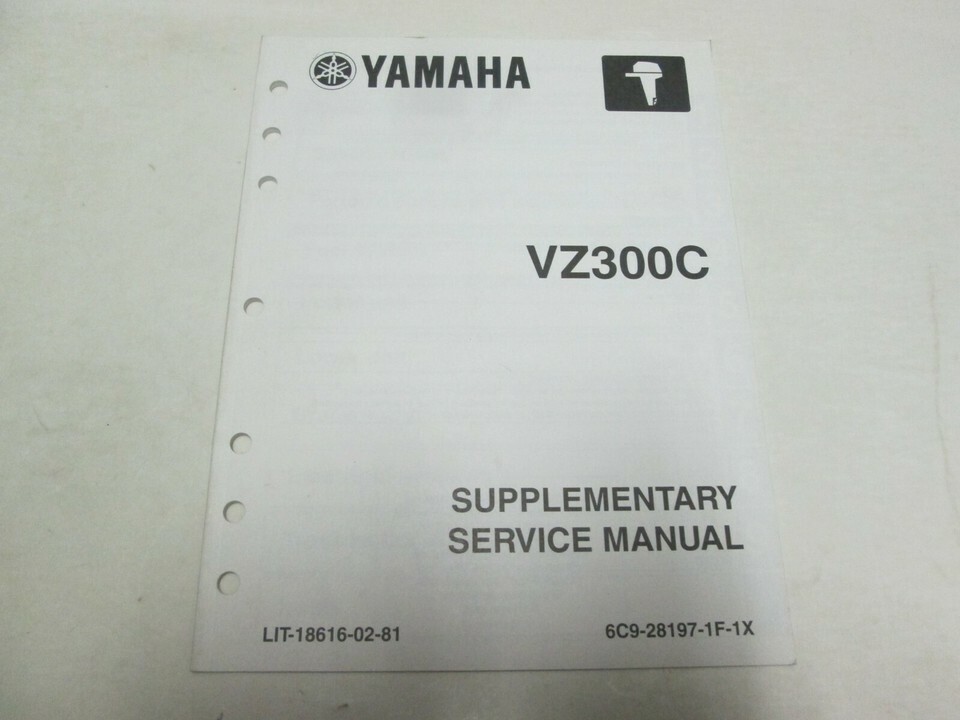 YAMAHA
VZ300C
SUPPLEMENTARY
SERVICE MANUAL
LIT-18616-02-81
6C9-28197-1F-1X